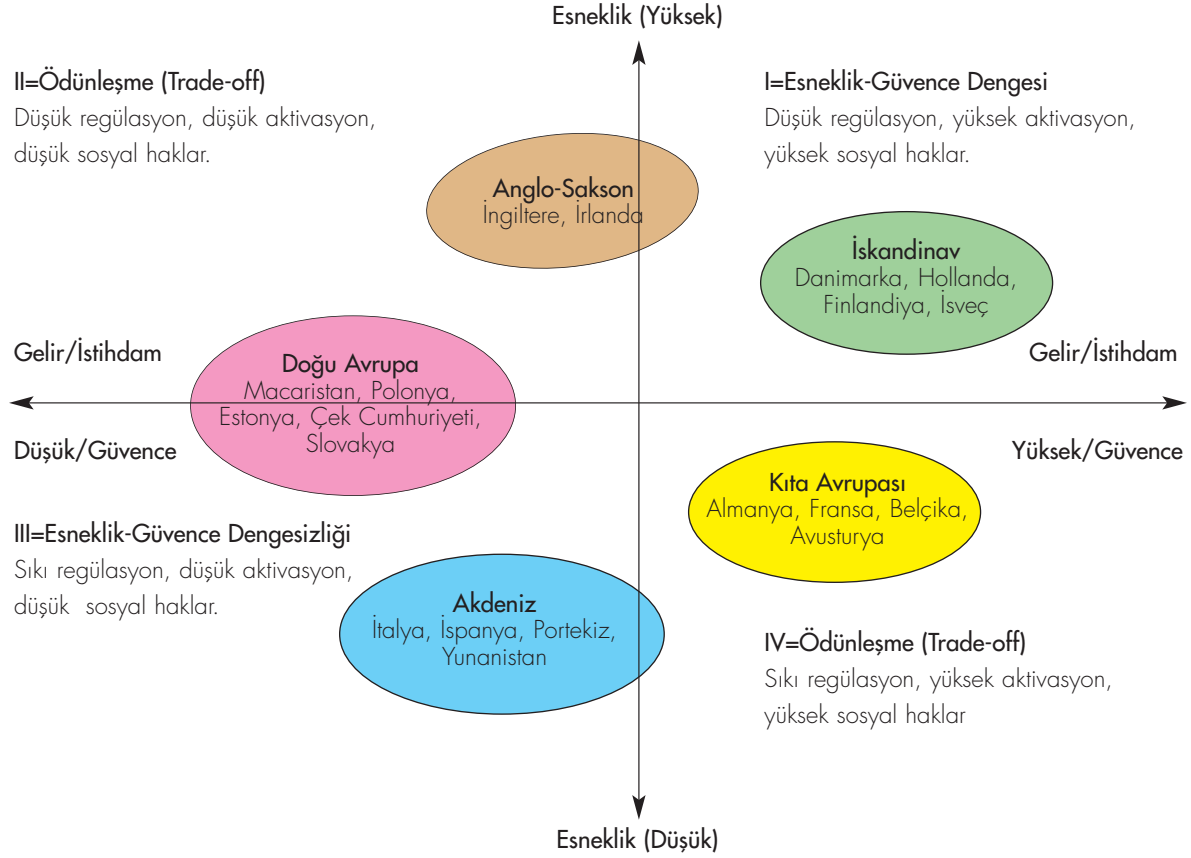 Esneklik (Yüksek)
II=Ödünleşme (Trade-off)
Düşük regülasyon, düşük aktivasyon,
düşük sosyal haklar.
I=Esneklik-Güvence Dengesi
Düşük regülasyon, yüksek aktivasyon,
yüksek sosyal haklar.
Anglo-Sakson
İngiltere, İrlanda
İskandinav
Danimarka, Hollanda,
Finlandiya, İsveç
Gelir/İstihdam
Doğu Avrupa
Macaristan, Polonya,
Estonya, Çek Cumhuriyeti,
Slovakya
Gelir/İstihdam
Düşük/Güvence
Yüksek/Güvence
Kıta Avrupası
Almanya, Fransa, Belçika,
Avusturya
III=Esneklik-Güvence Dengesizliği
Sıkı regülasyon, düşük aktivasyon,
düşük  sosyal haklar.
Akdeniz
İtalya, İspanya, Portekiz,
Yunanistan
IV=Ödünleşme (Trade-off)
Sıkı regülasyon, yüksek aktivasyon,
yüksek sosyal haklar
Esneklik (Düşük)